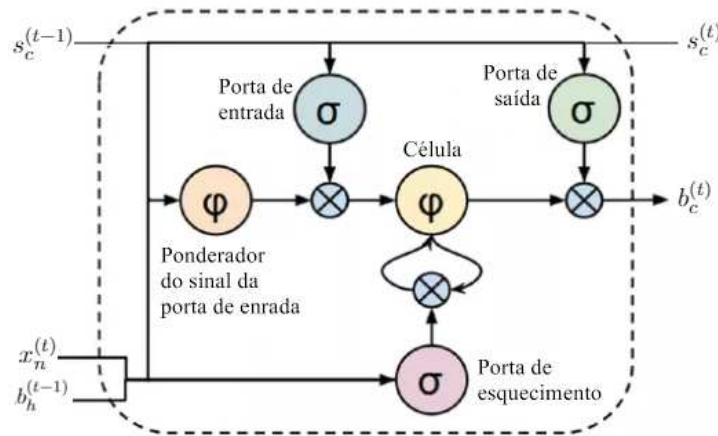 s_c^{(t-1)}
s_c^{(t)}
Porta de
entrada
σ
Porta de
saída
σ
Célula
φ
φ
b_c^{(t)}
Ponderador
do sinal da
porta de enrada
x_n^{(t)}
b_h^{(t-1)}
σ
Porta de
esquecimento